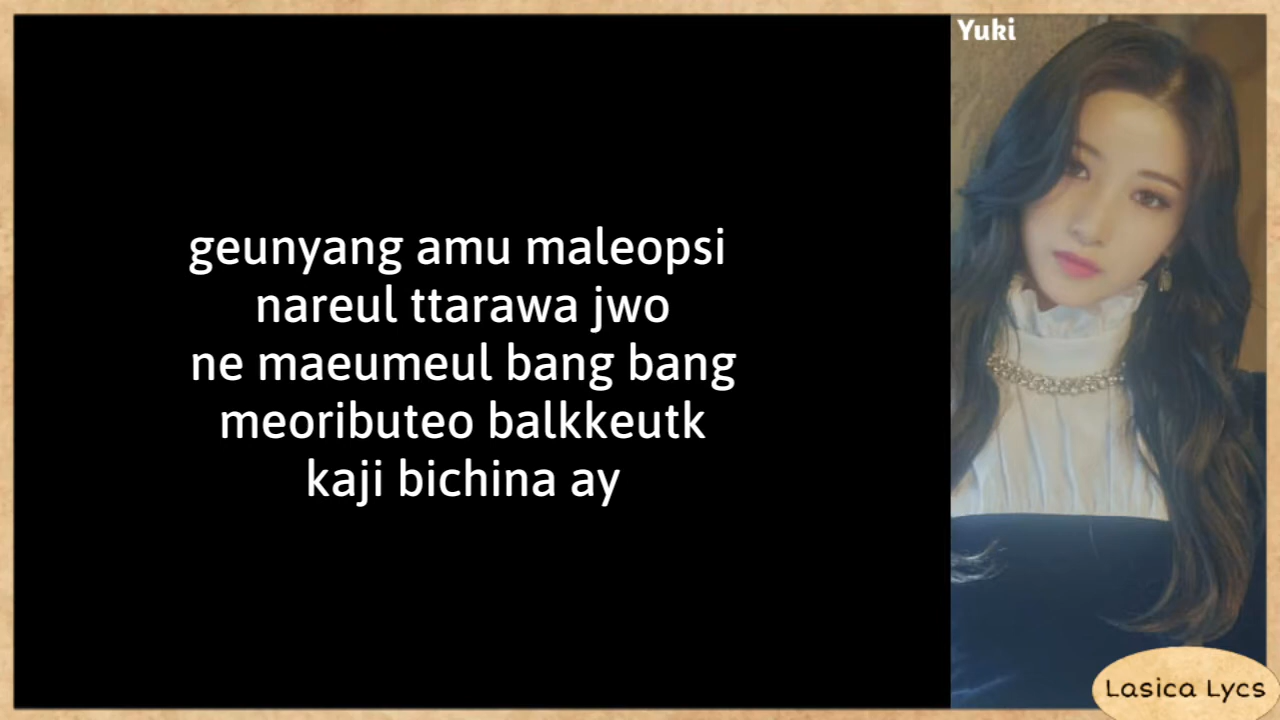 Yuki
geunyang amu maleopsi
nareul ttarawa jwo
ne maeumeul bang bang
meoributeo balkkeutk
kaji bichina ay
Lasica Lycs